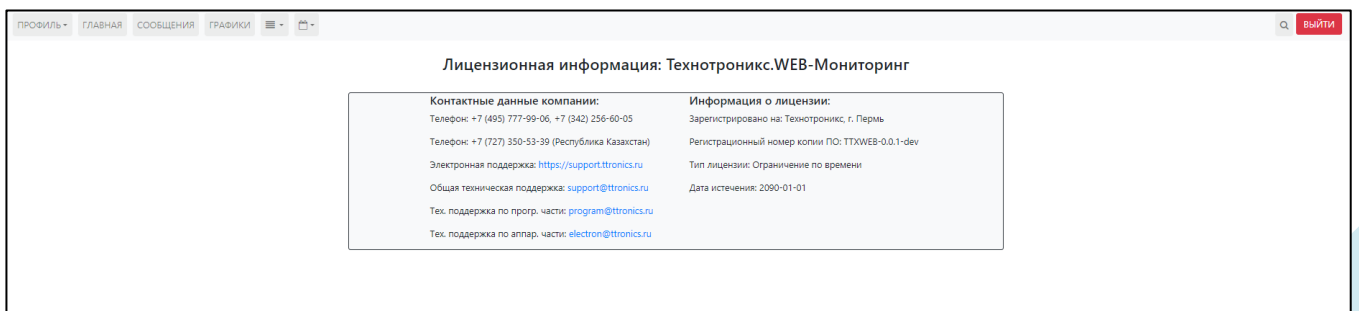 ПРОФИЛЬ ГЛАВНАЯ СООБЩЕНИЯ ГРАФИКИ ВЫЙТИ
Лицензионная информация: Технотроникс.WEB-Мониторинг
Контактные данные компании:
Телефон: +7 (495) 777-99-06, +7 (342) 256-60-05
Телефон: +7 (727) 350-53-39 (Республика Казахстан)
Электронная поддержка: https://support.ttronics.ru
Общая техническая поддержка: support@ttronics.ru
Тех. поддержка по прогр. части: program@ttronics.ru
Тех. поддержка по аппар. части: electron@ttronics.ru
Информация о лицензии:
Зарегистрировано на: Технотроникс, г. Пермь
Регистрационный номер копии ПО: TTXWEB-0.0.1-dev
Тип лицензии: Ограничение по времени
Дата истечения: 2090-01-01